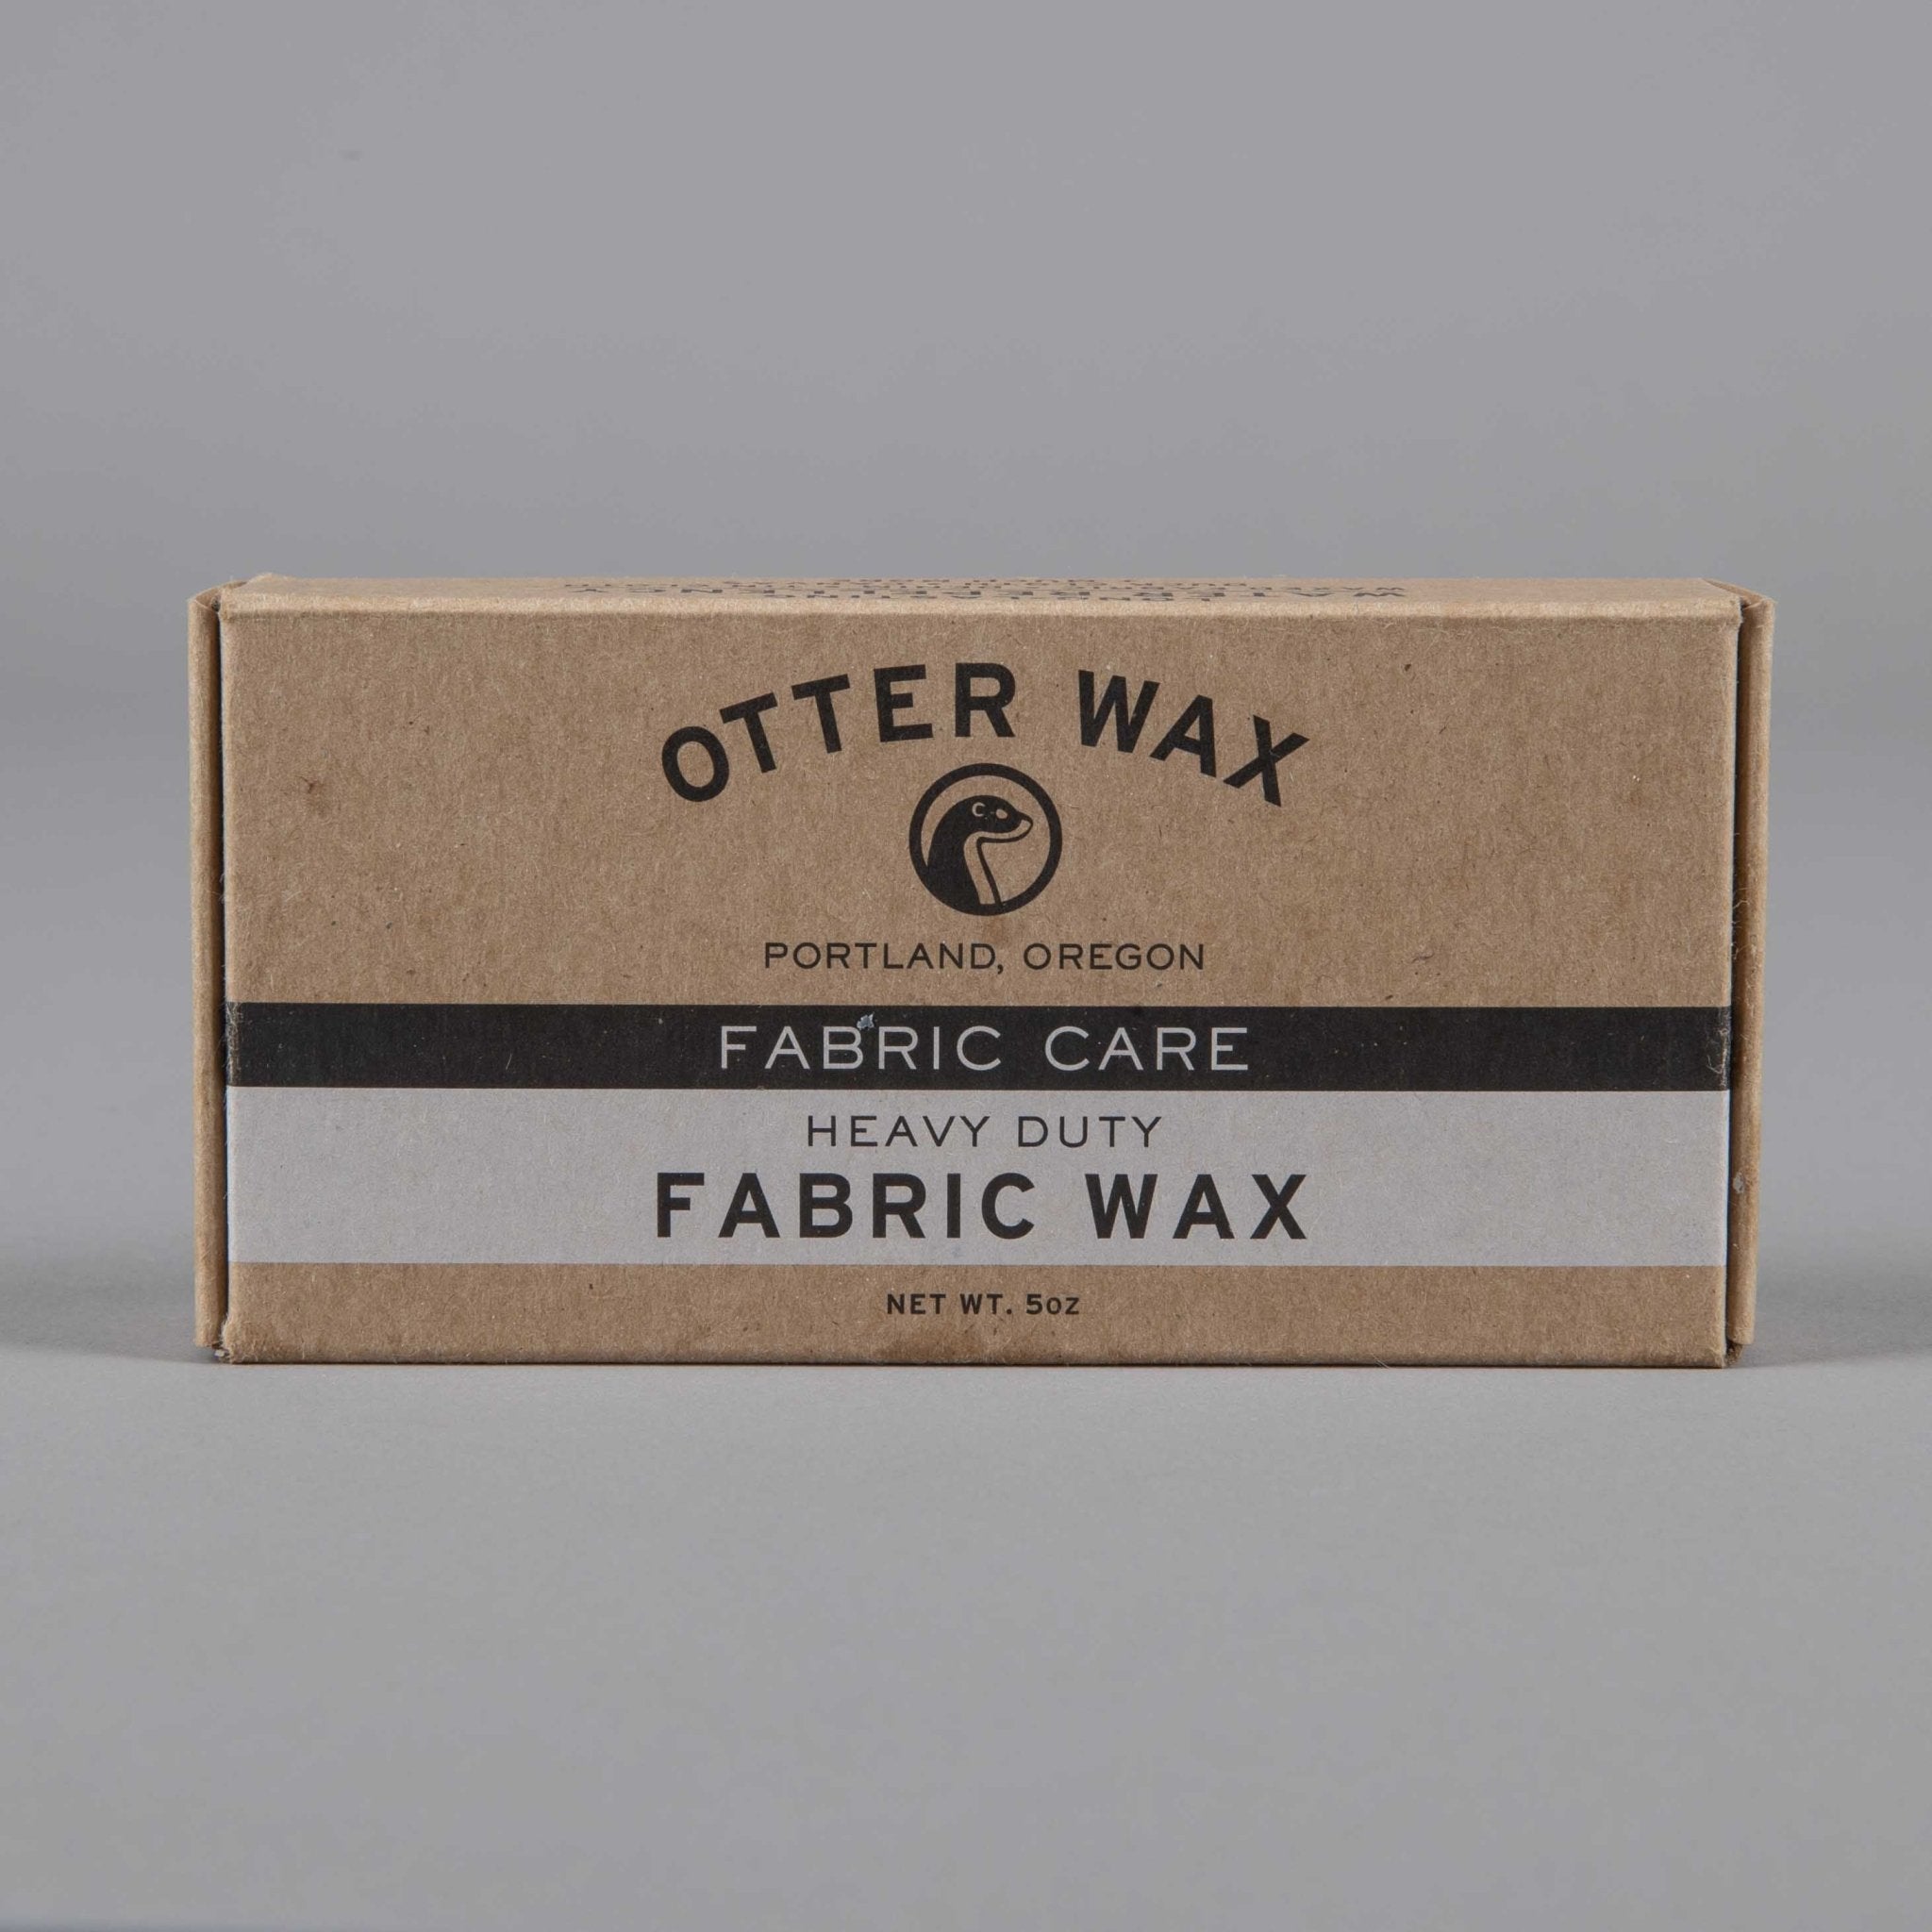 OTTER WAX
PORTLAND, OREGON
FABRIC CARE
HEAVY DUTY
FABRIC WAX
NET WT. 5oz